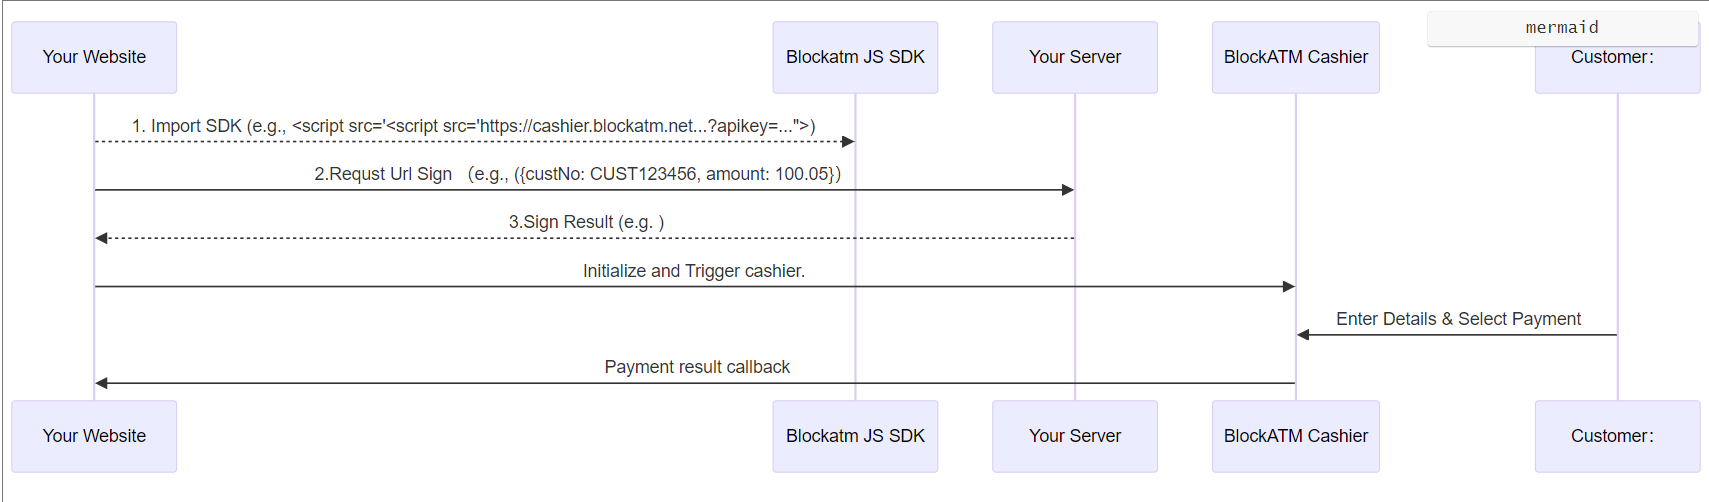 mermaid
Your Website
Blockatm JS SDK
Your Server
BlockATM Cashier
Customer：
1. Import SDK (e.g., <script src='<script src='https://cashier.blockatm.net...?apikey=...">)
2.Requst Url Sign （e.g., ({custNo: CUST123456, amount: 100.05}）
3.Sign Result (e.g. )
Initialize and Trigger cashier.
Enter Details & Select Payment
Payment result callback
Your Website
Blockatm JS SDK
Your Server
BlockATM Cashier
Customer：